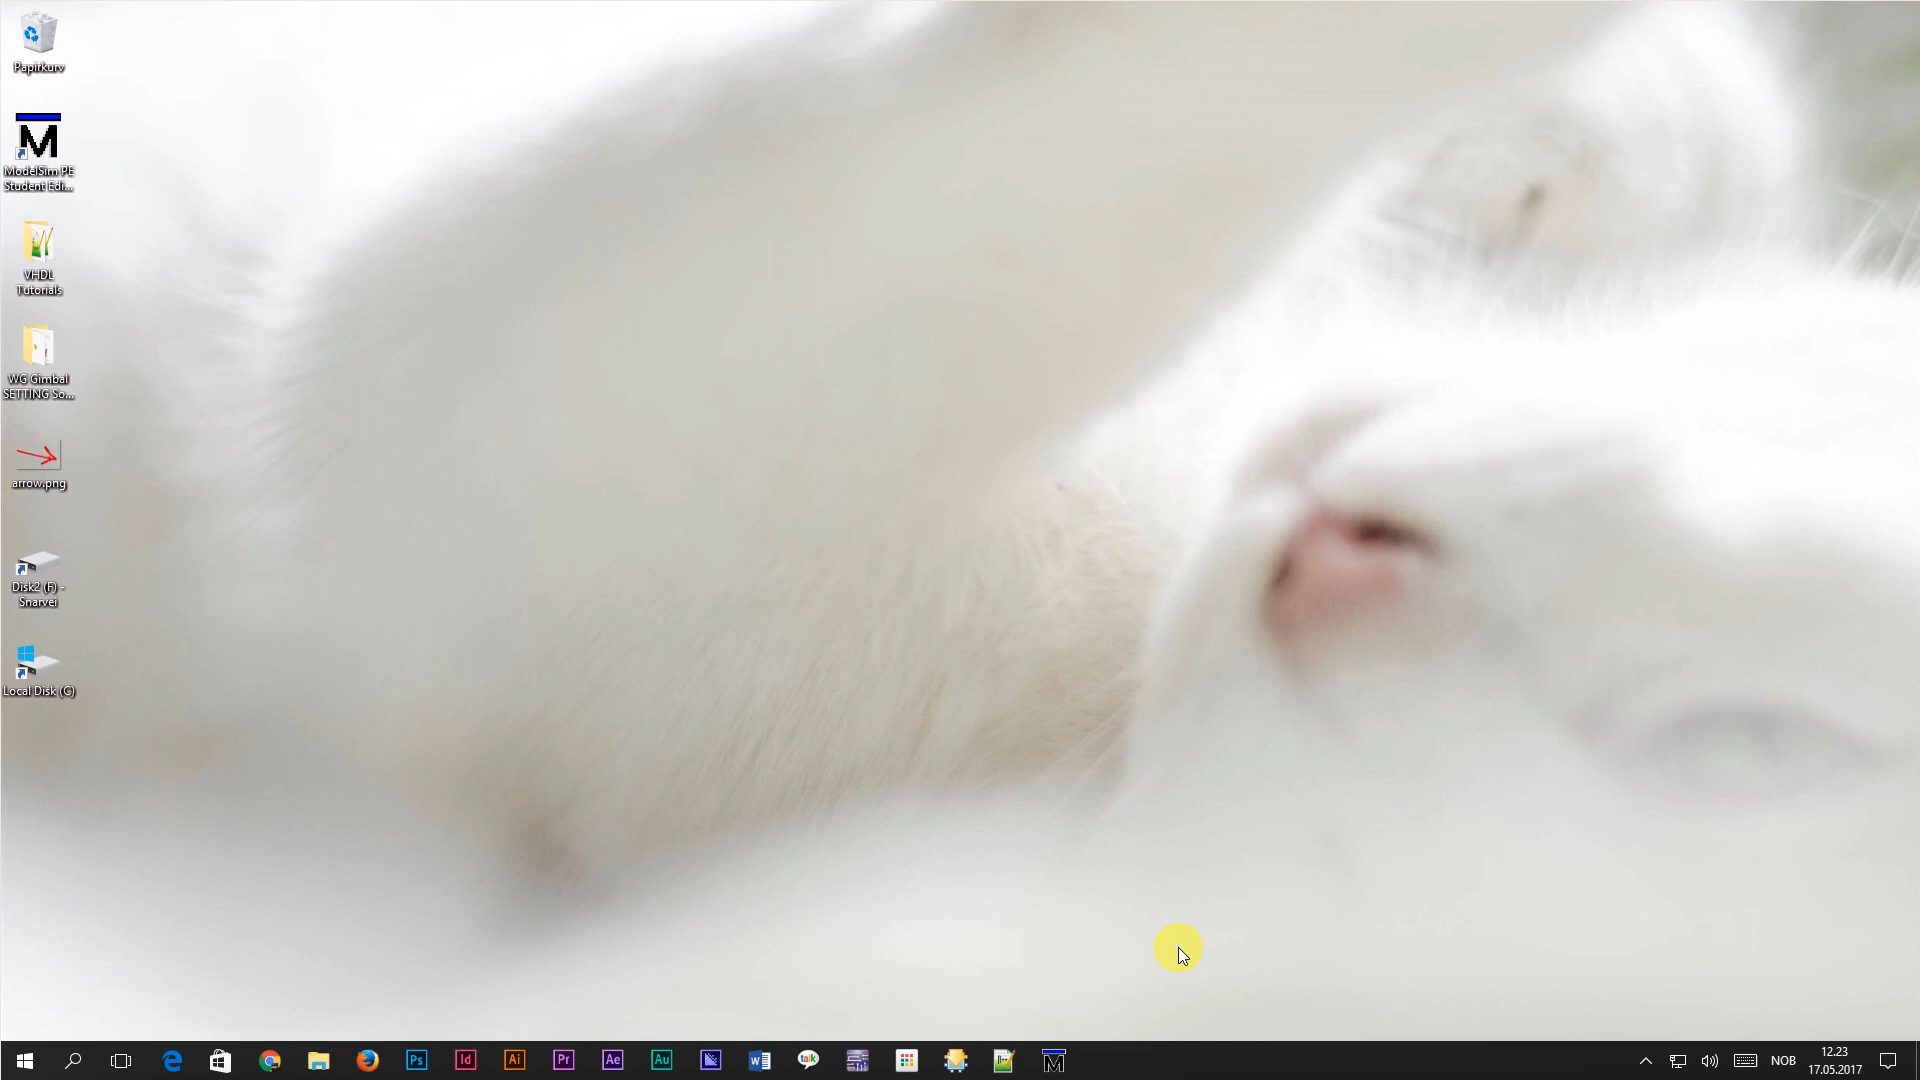 Papirkurv
M
ModelSim PE
Student Edi...
VHDL
Tutorials
WG Gimbal
SETTING So...
arrow.png
Disk2 (F) -
Snarvei
Local Disk (C)
Ps
Id
Ai
Pr
Ae
Au
W
talk
M
NOB
12.23
17.05.2017